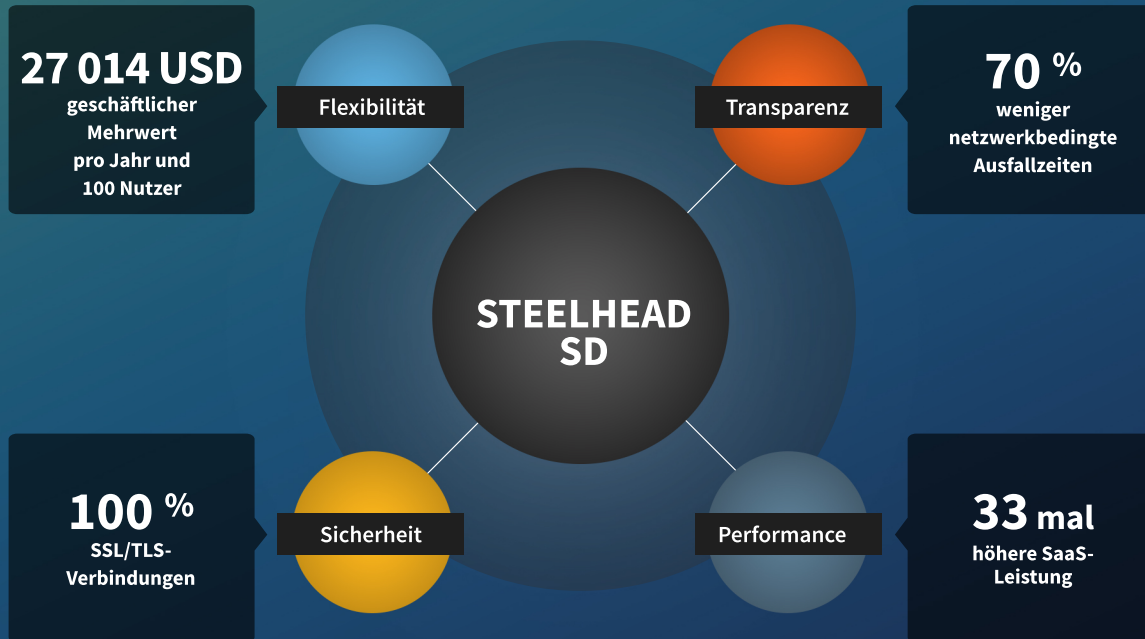 27 014 USD
geschäftlicher
Mehrwert
pro Jahr und
100 Nutzer
Flexibilität
Transparenz
70 %
weniger
netzwerkbedingte
Ausfallzeiten
STEELHEAD
SD
100 %
SSL/TLS-
Verbindungen
Sicherheit
Performance
33 mal
höhere SaaS-
Leistung